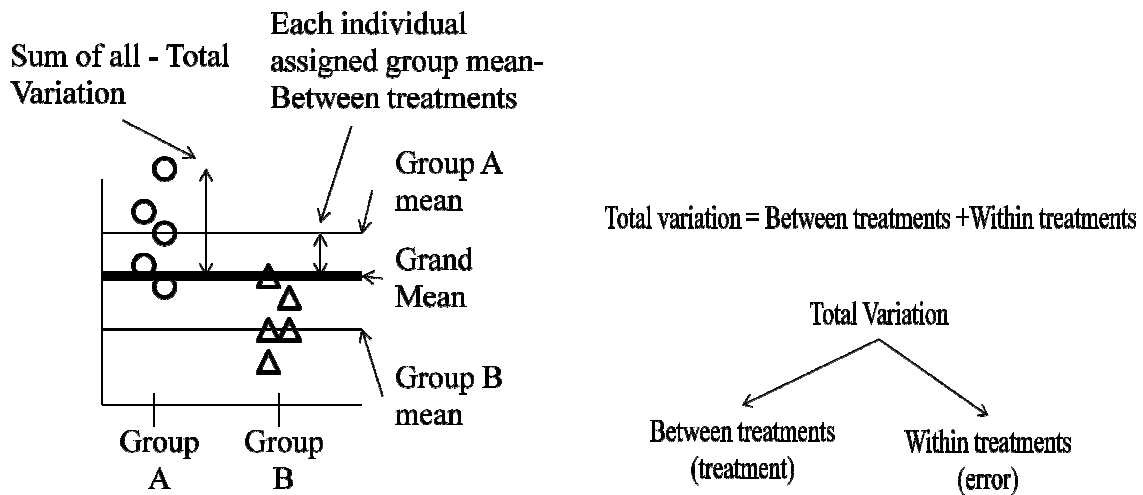 Sum of all - Total
Variation
Each individual
assigned group mean-
Between treatments
Group A
mean
Grand
Mean
Group B
mean
Group
A
Group
B
Total variation = Between treatments +Within treatments
Total Variation
Between treatments
(treatment)
Within treatments
(error)